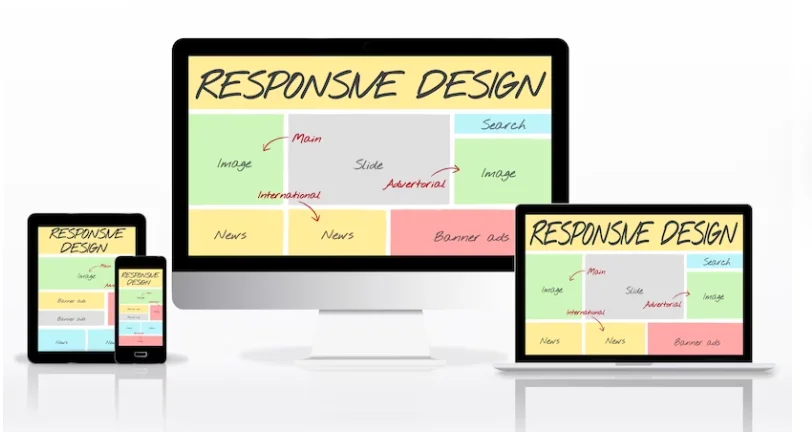 RESPONSIVE DESIGN
Search
Main
Image
Slide
Image
Advertorial
International
News
News
Banner ads
RESPONSIVE
DESIGN
Main
Image
Banner ads
Banner ads
News
RESPONSIVE
DESIGN
RESPONSIVE DESIGN
Search
Main
Image
Slide
Image
Advertorial
International
News
News
Banner ads